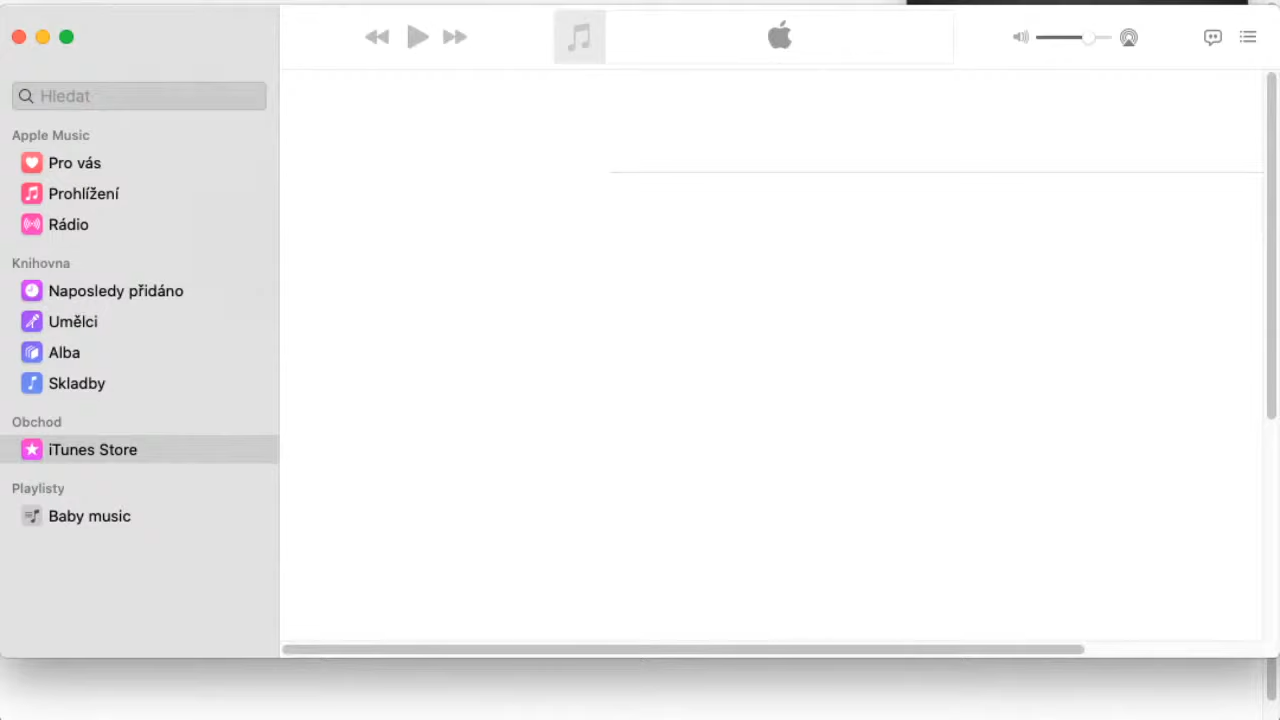 Hledat
Apple Music
Pro vás
Prohlížení
Rádio
Knihovna
Naposledy přidáno
Umělci
Alba
Skladby
Obchod
iTunes Store
Playlisty
Baby music